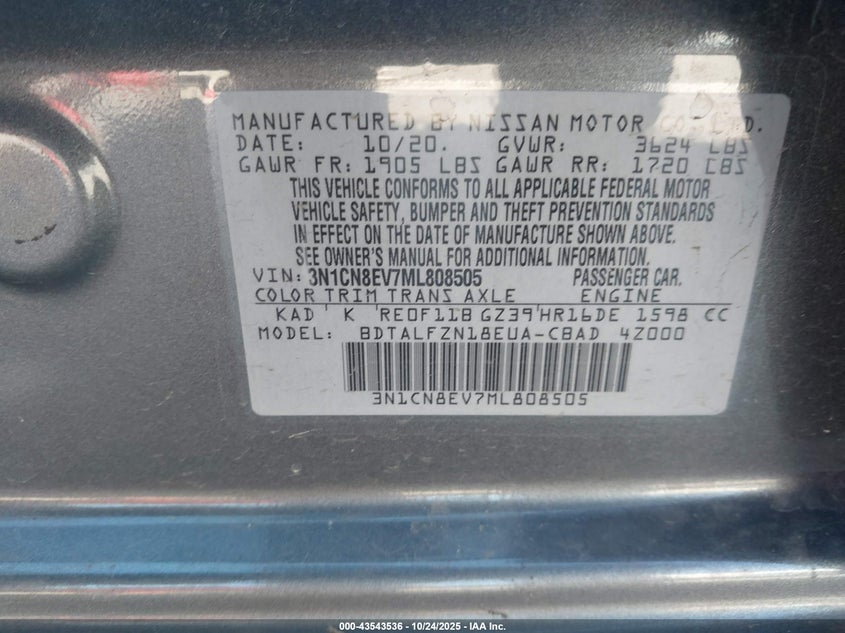 MANUFACTURED BY NISSAN MOTOR CO., LTD.
DATE: 10/20. GVWR: 3624 LBS
GAWR FR: 1905 LBS GAWR RR: 1720 LBS
THIS VEHICLE CONFORMS TO ALL APPLICABLE FEDERAL MOTOR
VEHICLE SAFETY, BUMPER AND THEFT PREVENTION STANDARDS
IN EFFECT ON THE DATE OF MANUFACTURE SHOWN ABOVE.
SEE OWNER'S MANUAL FOR ADDITIONAL INFORMATION.
VIN: 3N1CN8EV7ML808505 PASSENGER CAR.
COLOR TRIM TRANS AXLE ENGINE
KAD K RE0F11B GZ39 HR16DE 1598 CC
MODEL: BDTALFZN18EUA-CBAD 4Z000
3N1CN8EV7ML808505
000-43543536 - 10/24/2025 - IAA Inc.